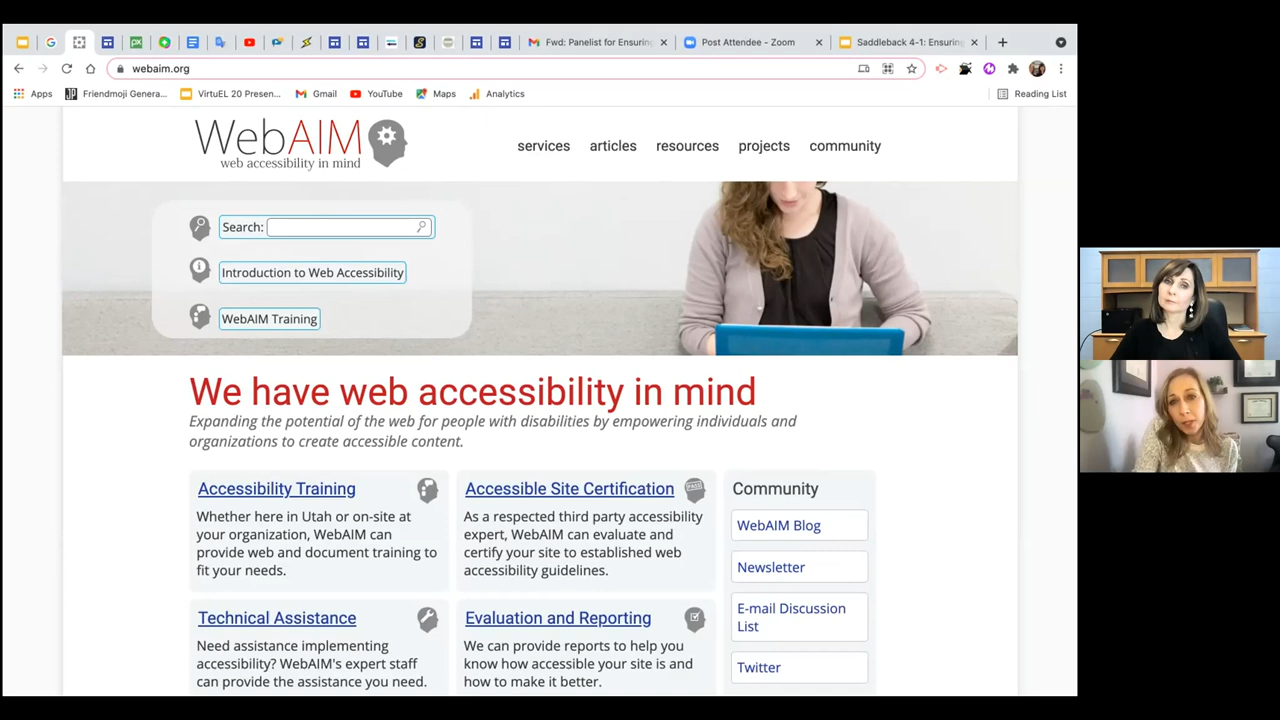 Fwd: Panelist for Ensuring
Post Attendee - Zoom
Saddleback 4-1: Ensuring
webaim.org
Apps
Friendmoji Genera...
VirtuEL 20 Presen...
Gmail
YouTube
Maps
Analytics
Reading List
WebAIM
web accessibility in mind
services
articles
resources
projects
community
Search:
Introduction to Web Accessibility
WebAIM Training
We have web accessibility in mind
Expanding the potential of the web for people with disabilities by empowering individuals and
organizations to create accessible content.
Accessibility Training
Whether here in Utah or on-site at
your organization, WebAIM can
provide web and document training to
fit your needs.
Accessible Site Certification
PASS
As a respected third party accessibility
expert, WebAIM can evaluate and
certify your site to established web
accessibility guidelines.
Community
WebAIM Blog
Newsletter
E-mail Discussion
List
Twitter
Technical Assistance
Need assistance implementing
accessibility? WebAIM's expert staff
can provide the assistance you need.
Evaluation and Reporting
We can provide reports to help you
know how accessible your site is and
how to make it better.